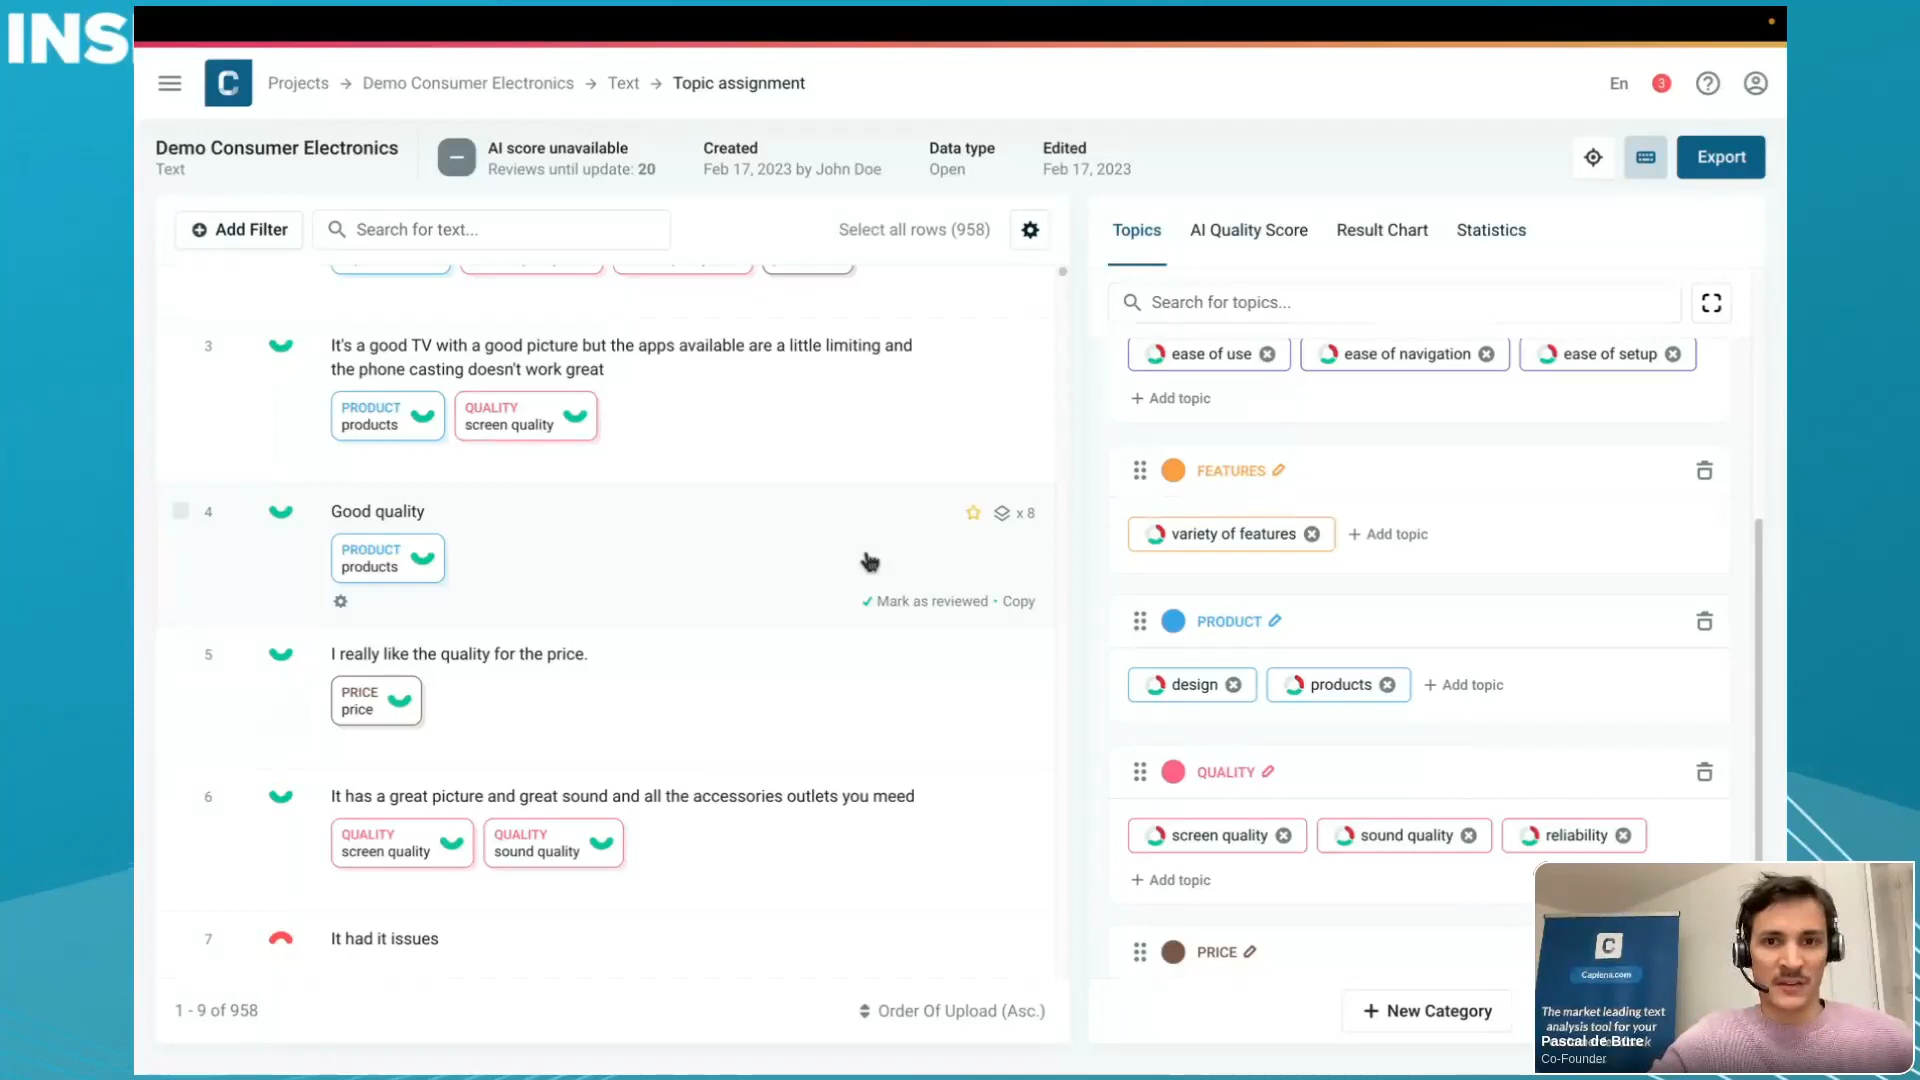 INS
C
Projects → Demo Consumer Electronics → Text → Topic assignment
En
3
Demo Consumer Electronics
Text
AI score unavailable
Reviews until update: 20
Created
Feb 17, 2023 by John Doe
Data type
Open
Edited
Feb 17, 2023
Export
Add Filter
Search for text...
Select all rows (958)
3
It's a good TV with a good picture but the apps available are a little limiting and
the phone casting doesn't work great
PRODUCT
products
QUALITY
screen quality
4
Good quality
x 8
PRODUCT
products
Mark as reviewed · Copy
5
I really like the quality for the price.
PRICE
price
6
It has a great picture and great sound and all the accessories outlets you meed
QUALITY
screen quality
QUALITY
sound quality
7
It had it issues
1 - 9 of 958
Order Of Upload (Asc.)
Topics
AI Quality Score
Result Chart
Statistics
Search for topics...
ease of use
ease of navigation
ease of setup
+ Add topic
FEATURES
variety of features
+ Add topic
PRODUCT
design
products
+ Add topic
QUALITY
screen quality
sound quality
reliability
+ Add topic
PRICE
+ New Category
C
Caplena.com
The market leading text
analysis tool for your
Pascal de Buren
Co-Founder